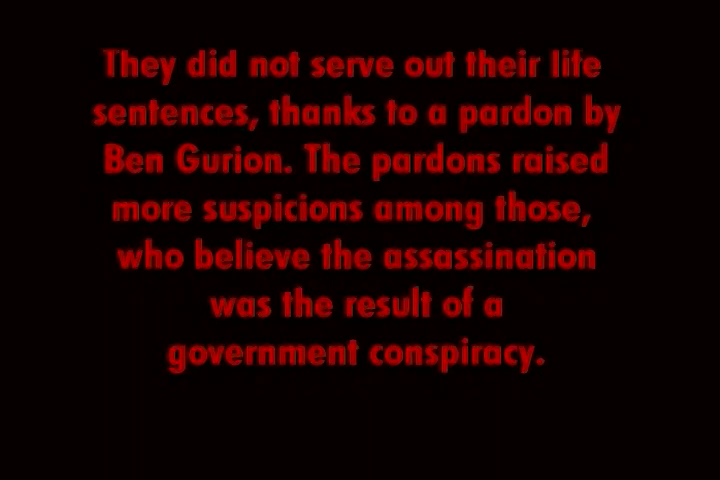 They did not serve out their life
sentences, thanks to a pardon by
Ben Gurion. The pardons raised
more suspicions among those,
who believe the assassination
was the result of a
government conspiracy.